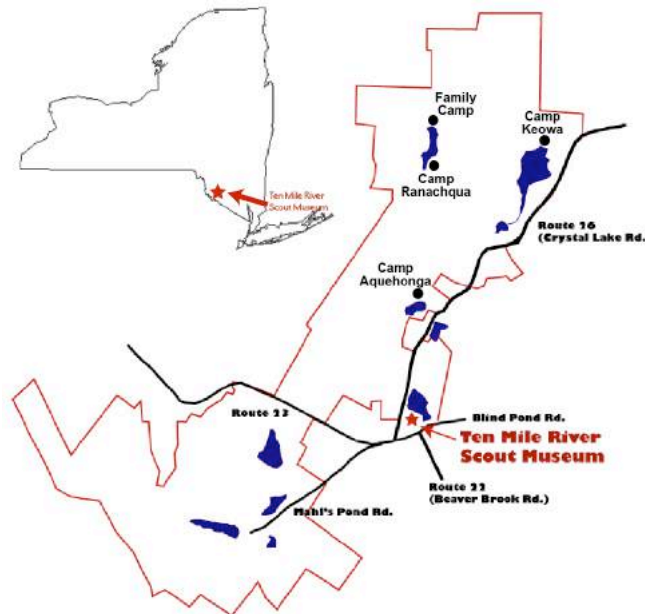 Family
Camp
Camp
Keowa
Camp
Ranachqua
Ten Mile River
Scout Museum
Route 26
(Crystal Lake Rd.
Camp
Aquehonga
Route 23
Blind Pond Rd.
Ten Mile River
Scout Museum
Route 22
(Beaver Brook Rd.)
Mahl's Pond Rd.